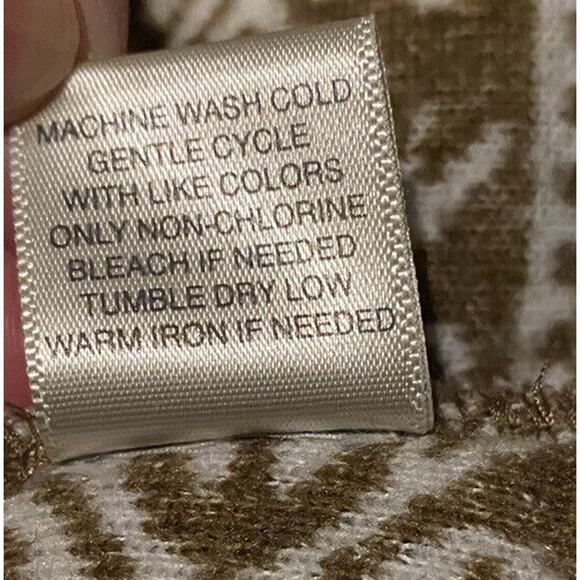 MACHINE WASH COLD
GENTLE CYCLE
WITH LIKE COLORS
ONLY NON-CHLORINE
BLEACH IF NEEDED
TUMBLE DRY LOW
WARM IRON IF NEEDED